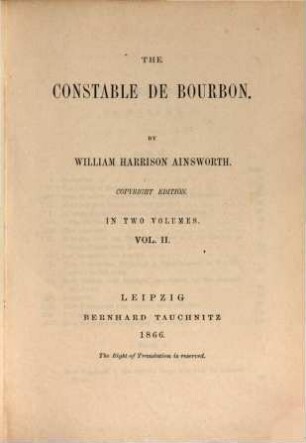 THE
CONSTABLE DE BOURBON.
BY
WILLIAM HARRISON AINSWORTH.
COPYRIGHT EDITION.
IN TWO VOLUMES.
VOL. II.
LEIPZIG
BERNHARD TAUCHNITZ
1866.
The Right of Translation is reserved.